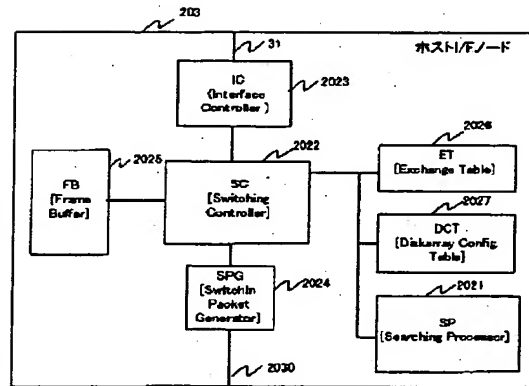 203
31
ホストI/Fノード
IC
(Interface
Controller)
2023
2026
ET
[Exchange Table]
2025
FB
[Frame
Buffer]
2022
SC
[Switching
Controller]
2027
DCT
[Diskarray Config.
Table]
SPG
[SwitchIn
Packet
Generator]
2024
2021
SP
[Searching Processor]
2030